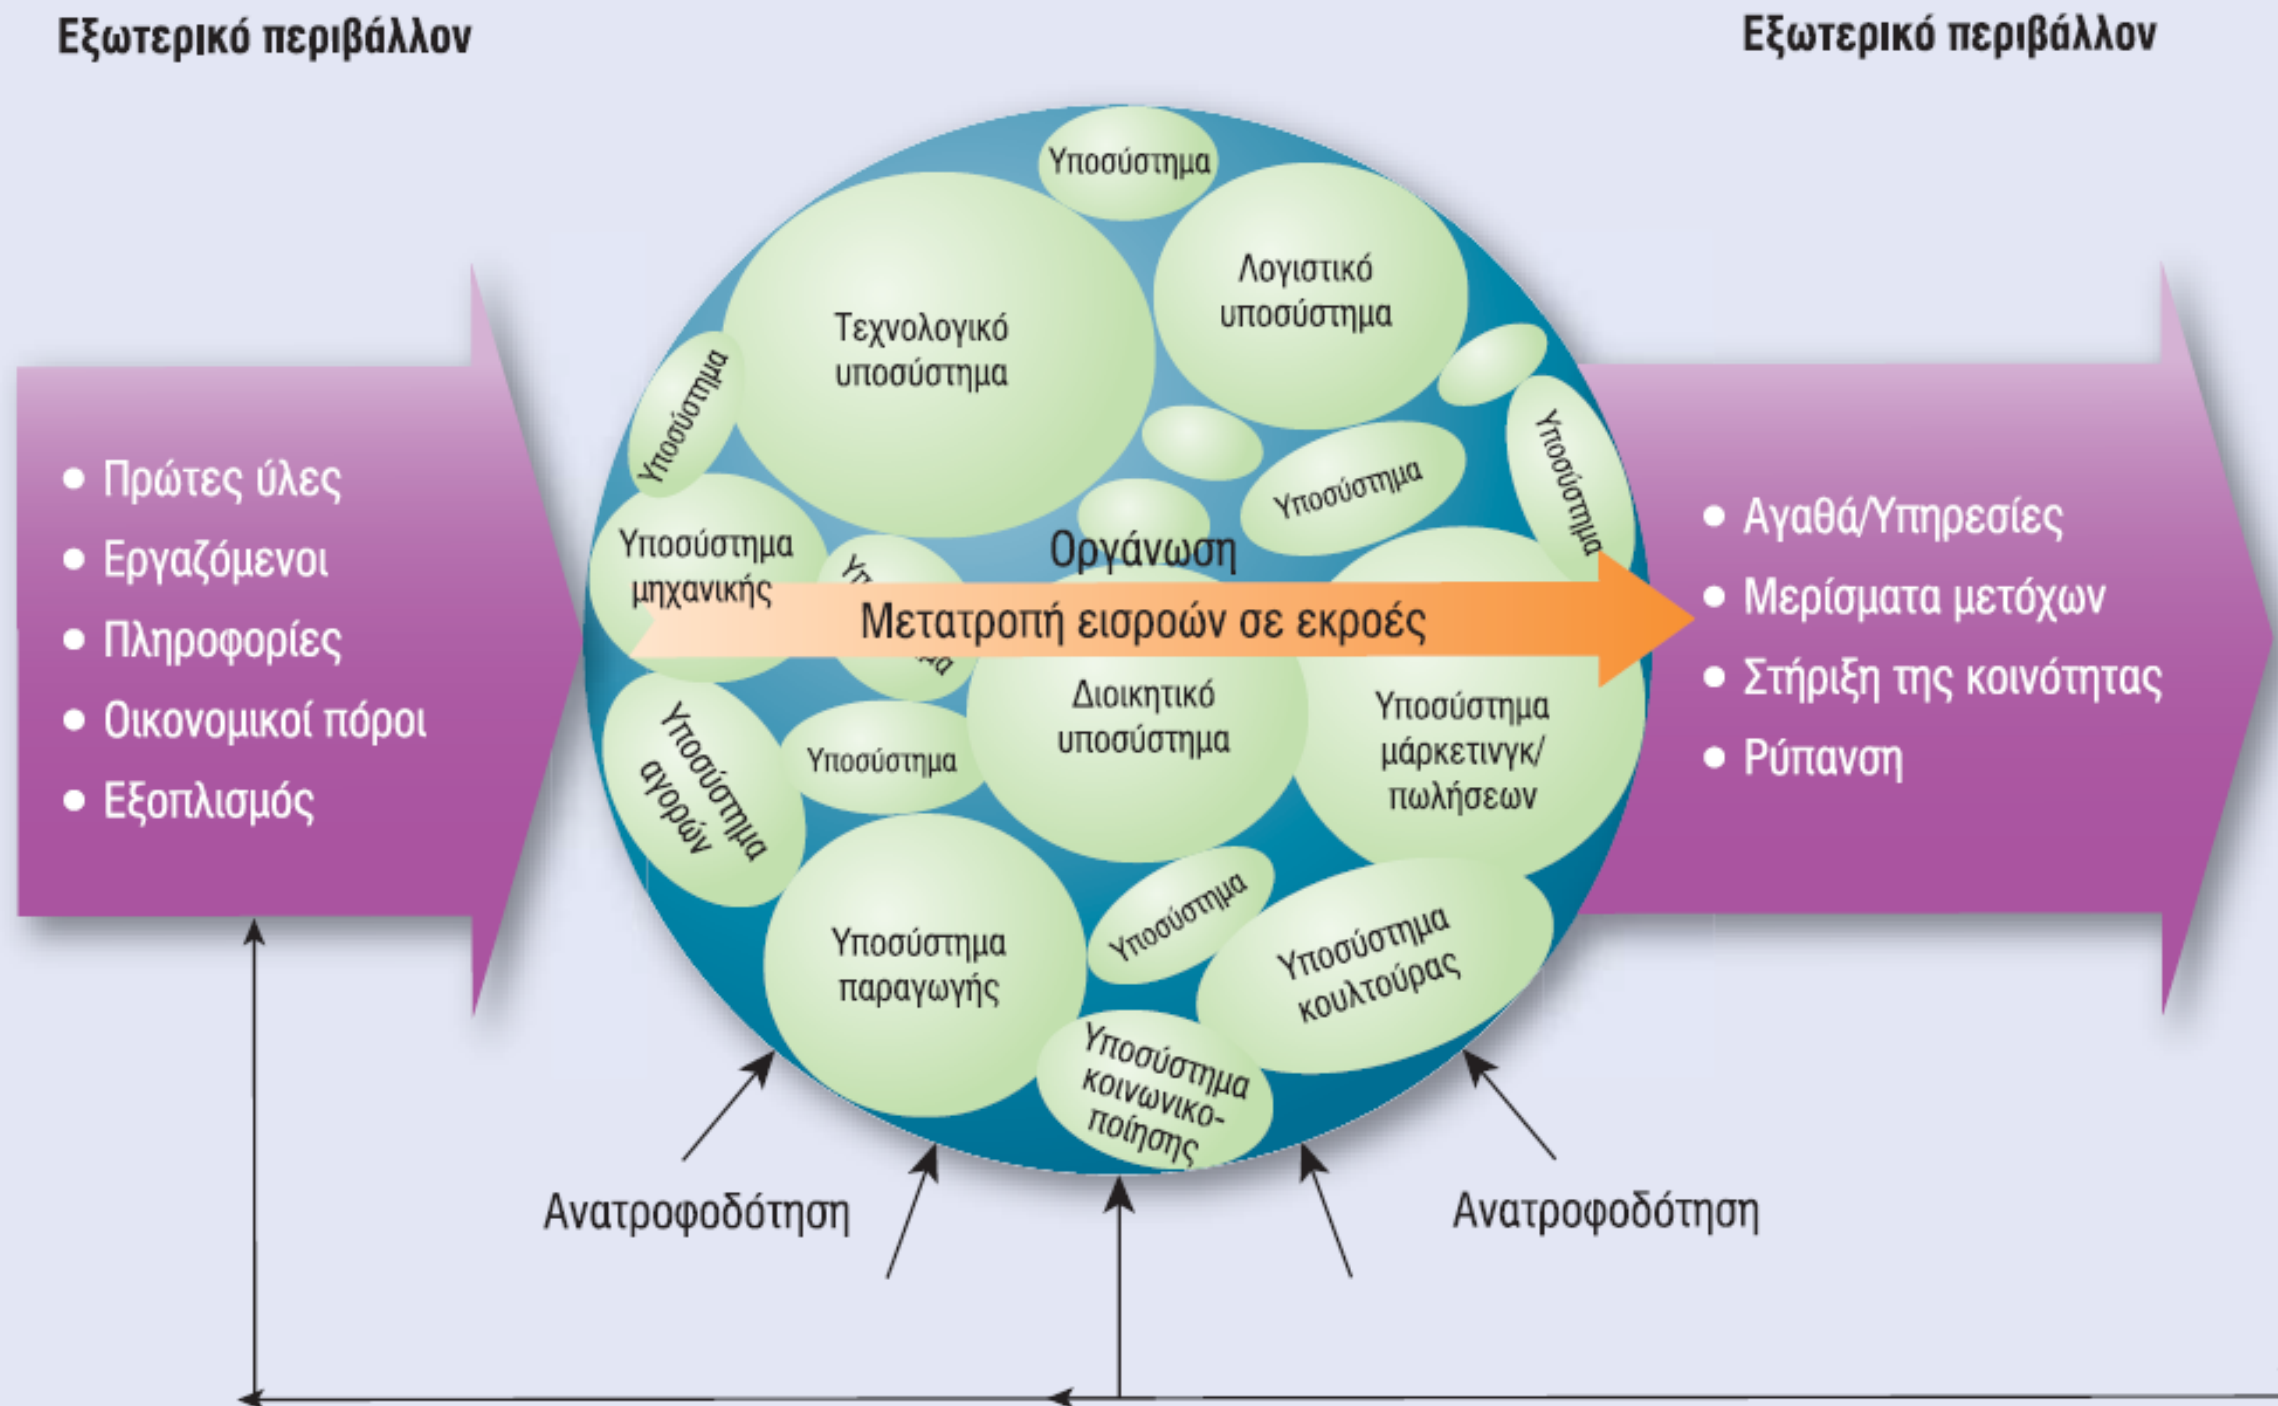 Εξωτερικό περιβάλλον
Εξωτερικό περιβάλλον
• Πρώτες ύλες
• Εργαζόμενοι
• Πληροφορίες
• Οικονομικοί πόροι
• Εξοπλισμός
Υποσύστημα
Λογιστικό
υποσύστημα
Τεχνολογικό
υποσύστημα
Υποσύστημα
Υποσύστημα
Υποσύστημα
Υποσύστημα
μηχανικής
Οργάνωση
Μετατροπή εισροών σε εκροές
Διοικητικό
υποσύστημα
Υποσύστημα
μάρκετινγκ/
πωλήσεων
Υποσύστημα
αγορών
Υποσύστημα
Υποσύστημα
παραγωγής
Υποσύστημα
Υποσύστημα
κουλτούρας
Υποσύστημα
κοινωνικο-
ποίησης
• Αγαθά/Υπηρεσίες
• Μερίσματα μετόχων
• Στήριξη της κοινότητας
• Ρύπανση
Ανατροφοδότηση
Ανατροφοδότηση